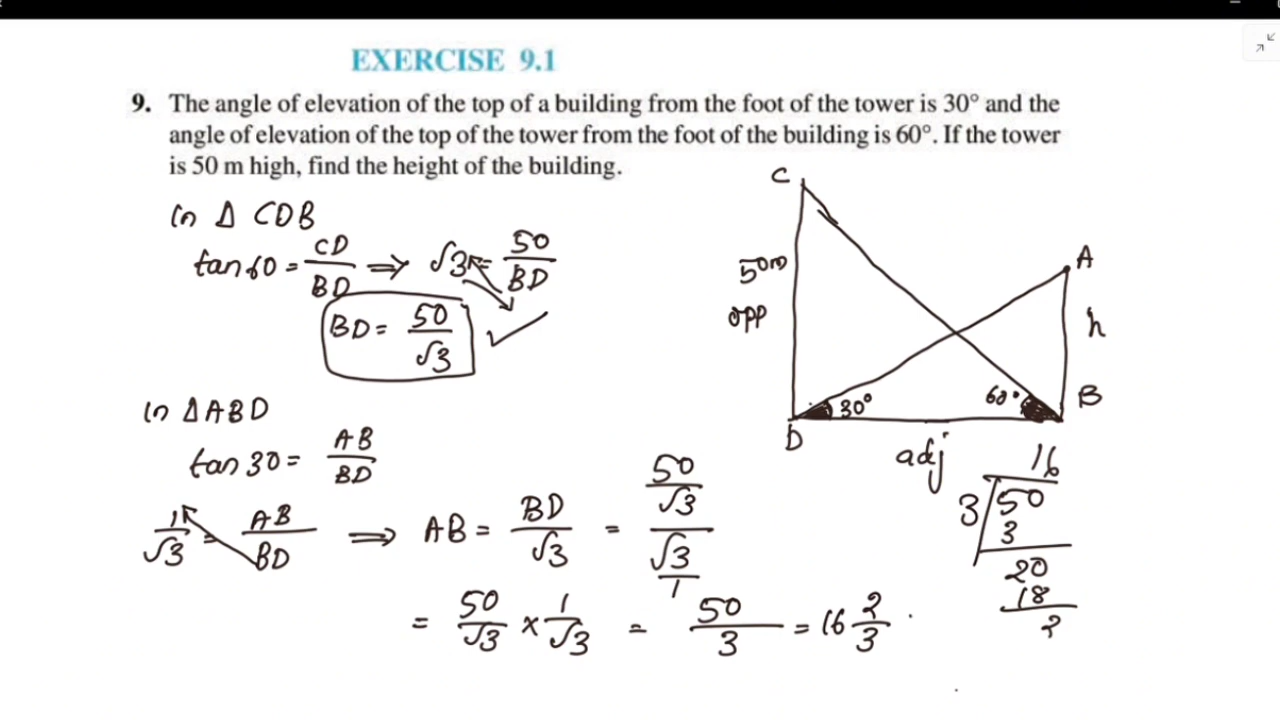 EXERCISE 9.1
9. The angle of elevation of the top of a building from the foot of the tower is 30° and the
angle of elevation of the top of the tower from the foot of the building is 60°. If the tower
is 50 m high, find the height of the building.
In Δ CDB
tan 60 = CD/BD ⇒ √3 = 50/BD
BD = 50/√3 ✓
In Δ ABD
tan 30 = AB/BD
1/√3 = AB/BD ⇒ AB = BD/√3 = (50/√3)/(√3/1)
= 50/√3 × 1/√3 = 50/3 = 16 2/3
C
50m
opp
A
h
B
30°
60°
D
adj
16
3 50
3
20
18
2